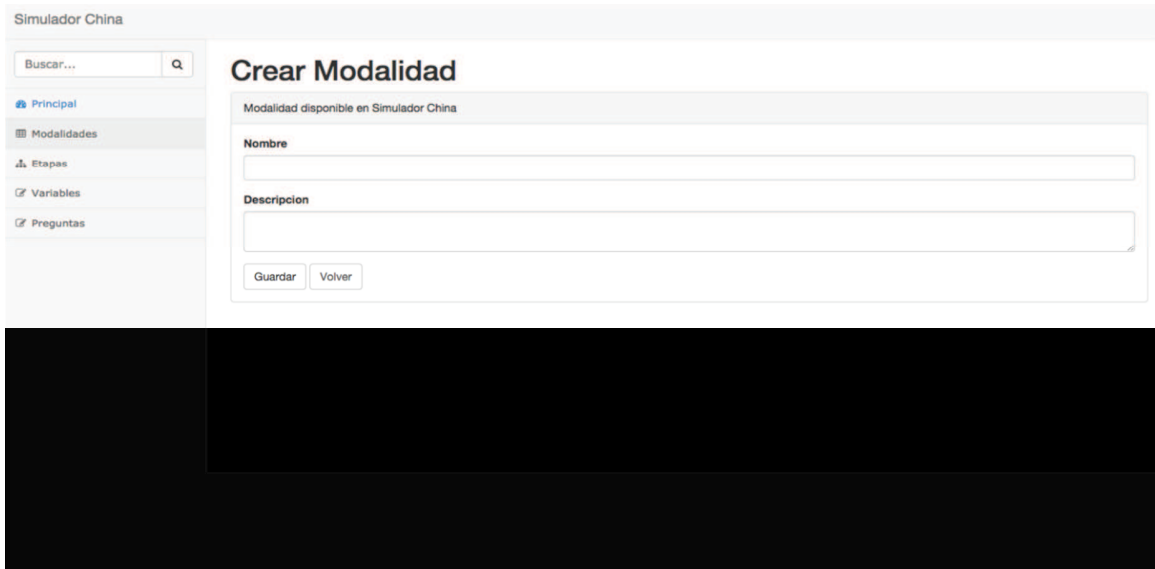 Simulador China
Buscar...
Principal
Modalidades
Etapas
Variables
Preguntas
Crear Modalidad
Modalidad disponible en Simulador China
Nombre
Descripcion
Guardar Volver